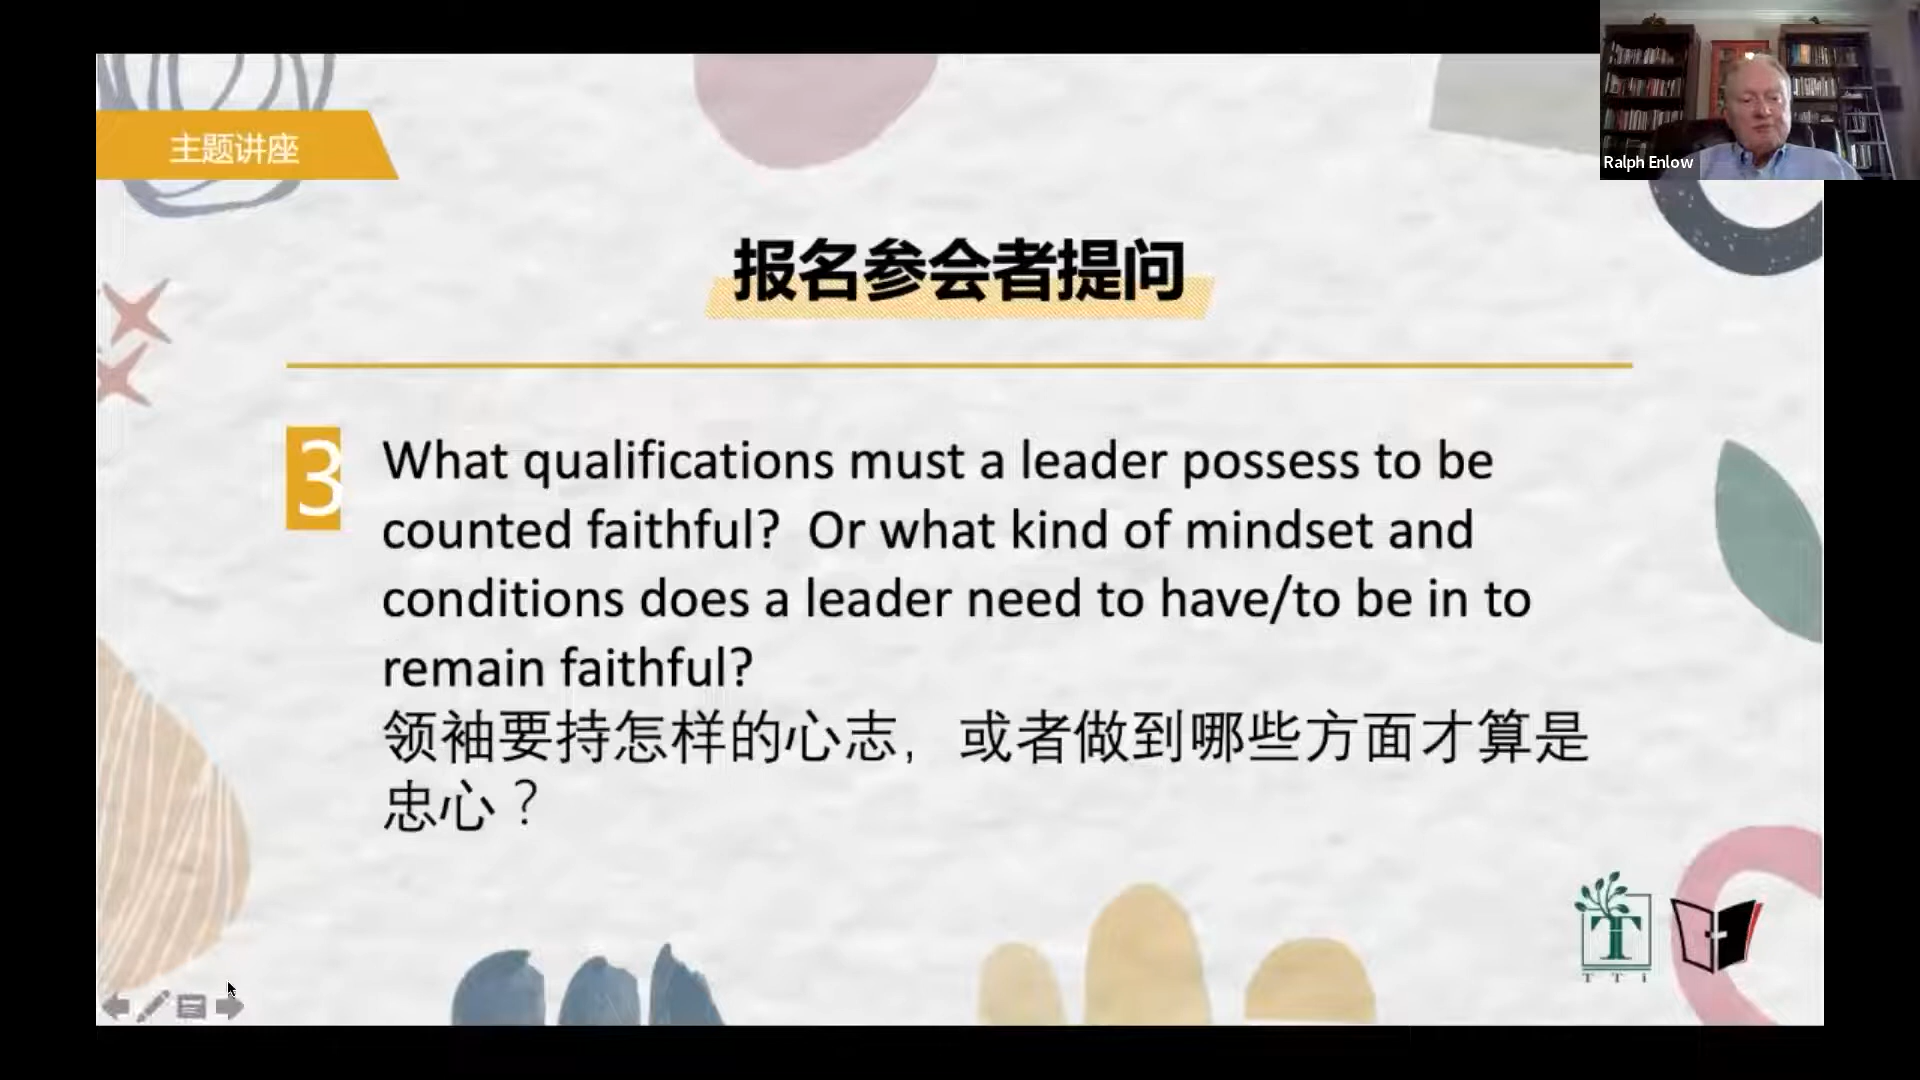 主题讲座
Ralph Enlow
报名参会者提问
3
What qualifications must a leader possess to be
counted faithful? Or what kind of mindset and
conditions does a leader need to have/to be in to
remain faithful?
领袖要持怎样的心志，或者做到哪些方面才算是
忠心？
T
TTi